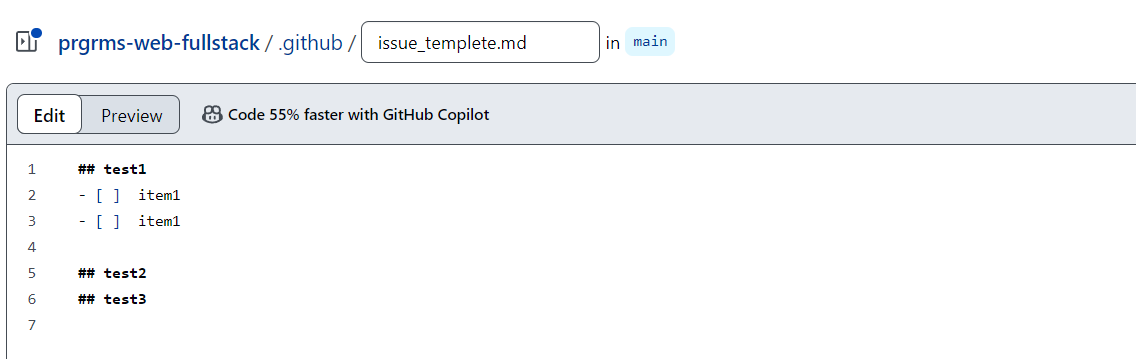 prgrms-web-fullstack / .github / issue_templete.md in main
Edit Preview Code 55% faster with GitHub Copilot
1 ## test1
2 - [ ]  item1
3 - [ ]  item1
4
5 ## test2
6 ## test3
7